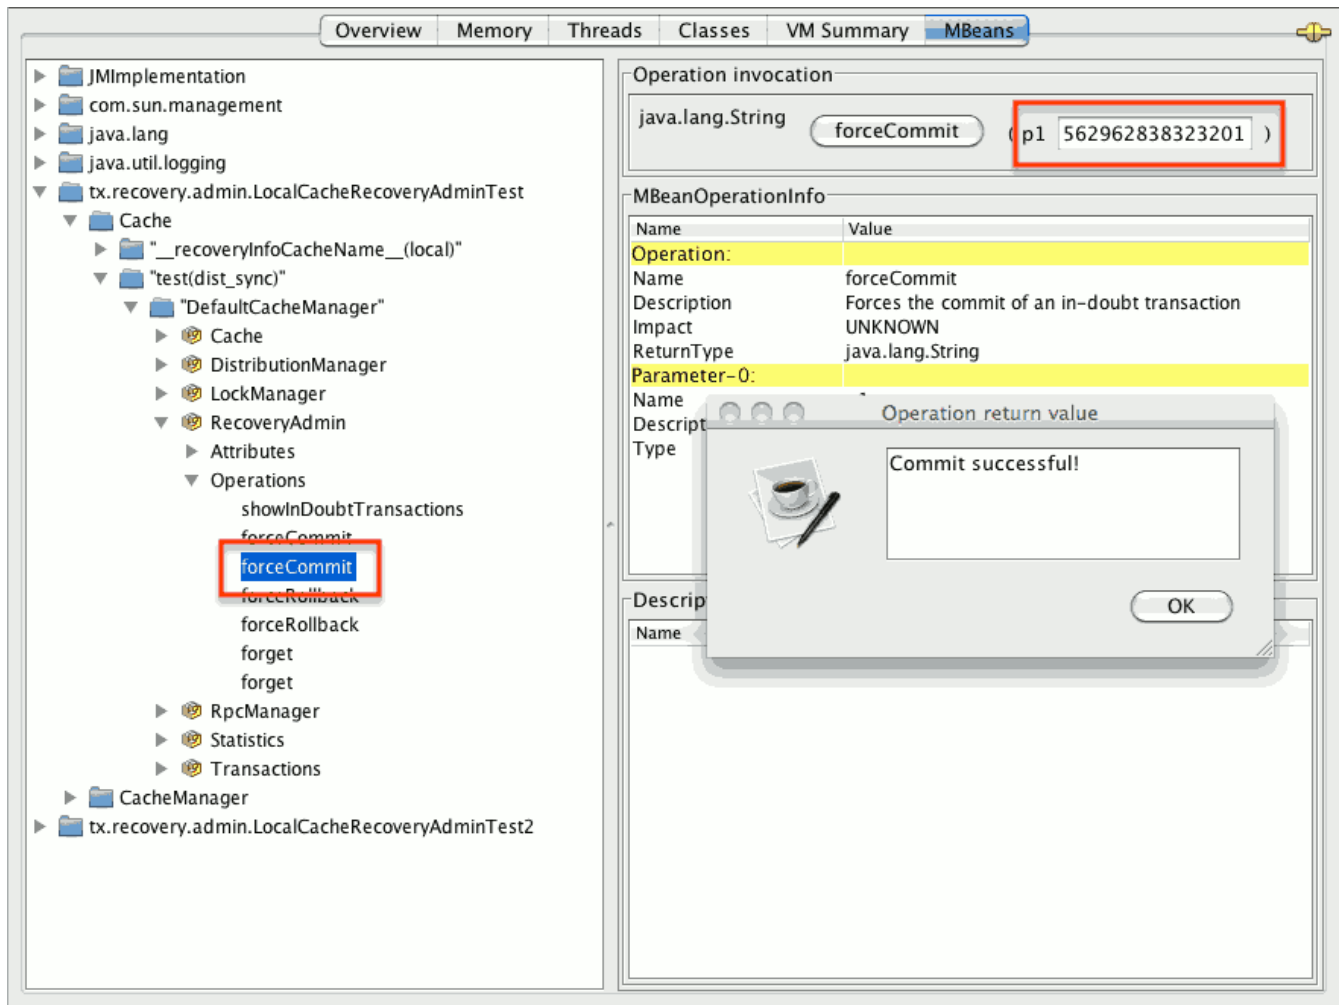 Overview Memory Threads Classes VM Summary MBeans
JMImplementation
com.sun.management
java.lang
java.util.logging
tx.recovery.admin.LocalCacheRecoveryAdminTest
Cache
"__recoveryInfoCacheName__(local)"
"test(dist_sync)"
"DefaultCacheManager"
Cache
DistributionManager
LockManager
RecoveryAdmin
Attributes
Operations
showInDoubtTransactions
forceCommit
forceCommit
forceRollback
forceRollback
forget
forget
RpcManager
Statistics
Transactions
CacheManager
tx.recovery.admin.LocalCacheRecoveryAdminTest2
Operation invocation
java.lang.String forceCommit ( p1 562962838323201 )
MBeanOperationInfo
Name Value
Operation:
Name forceCommit
Description Forces the commit of an in-doubt transaction
Impact UNKNOWN
ReturnType java.lang.String
Parameter-0:
Name
Descript
Type
Operation return value
Commit successful!
OK
Descrip
Name